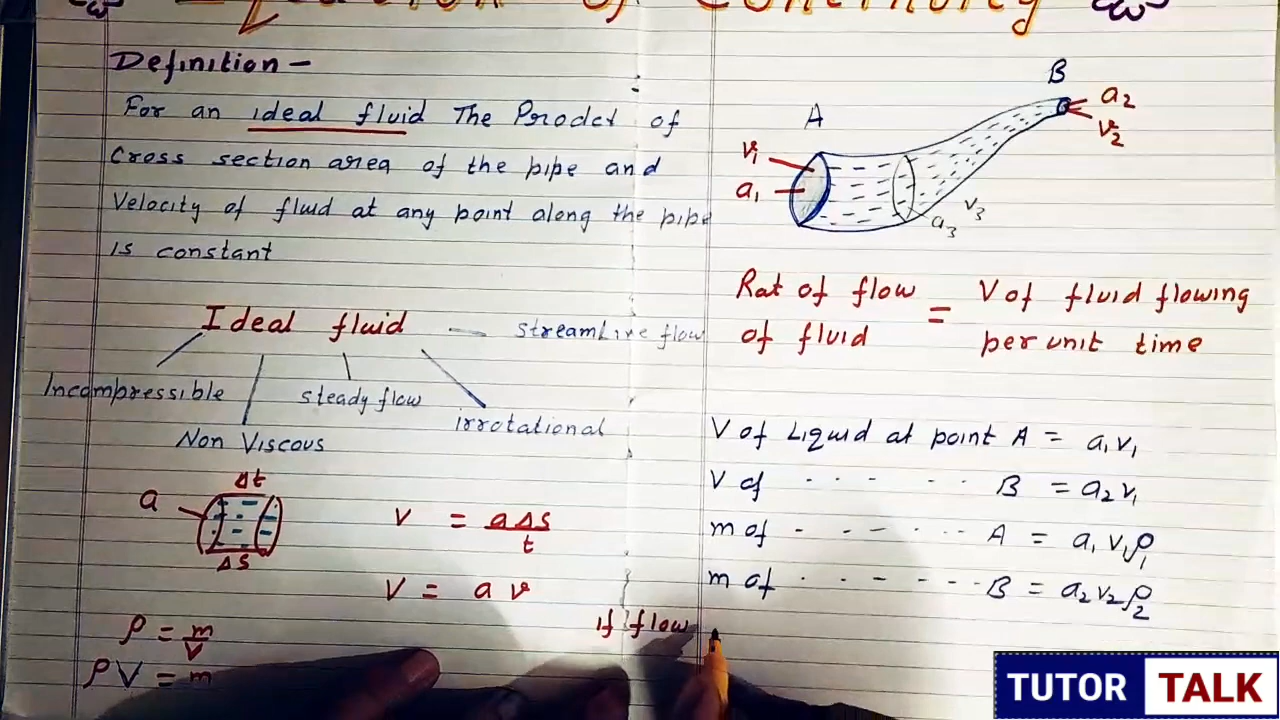 Equation of Continuity
Definition –
For an ideal fluid The Prodct of
cross section area of the pipe and
Velocity of fluid at any point along the pipe
is constant
Ideal fluid — streamLine flow
Incompressible
steady flow
irrotational
Non Viscous
Δt
a
ΔS
V = aΔS/t
V = a v
ρ = m/V
ρV = m
A
B
v₁
a₁
a₂
v₂
v₃
a₃
Rat of flow of fluid = V of fluid flowing per unit time
V of Liquid at point A = a₁v₁
V of - - - - - B = a₂v₁
m of - - - - - A = a₁v₁ρ₁
m of - - - - - B = a₂v₂ρ₂
If flow
TUTOR TALK